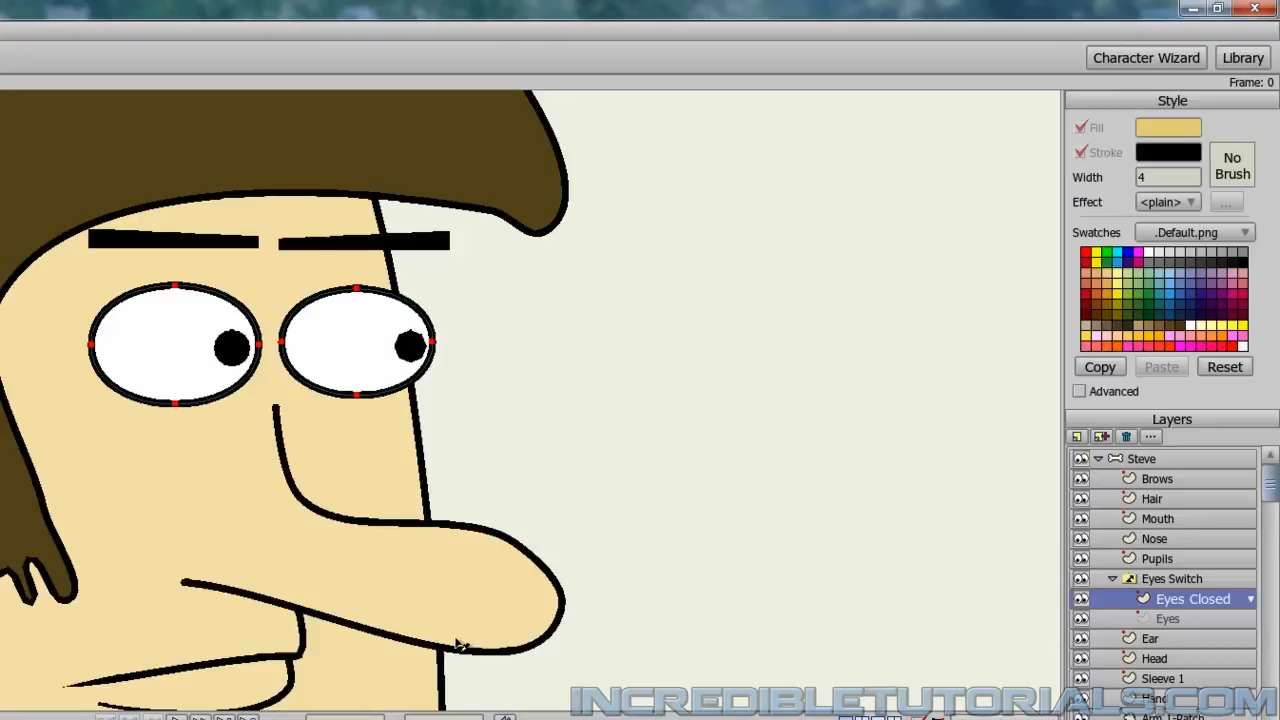 Character Wizard
Library
Frame: 0
Style
Fill
Stroke
No Brush
Width
4
Effect
<plain>
...
Swatches
.Default.png
Copy
Paste
Reset
Advanced
Layers
Steve
Brows
Hair
Mouth
Nose
Pupils
Eyes Switch
Eyes Closed
Eyes
Ear
Head
Sleeve 1
INCREDIBLETUTORIALS.COM